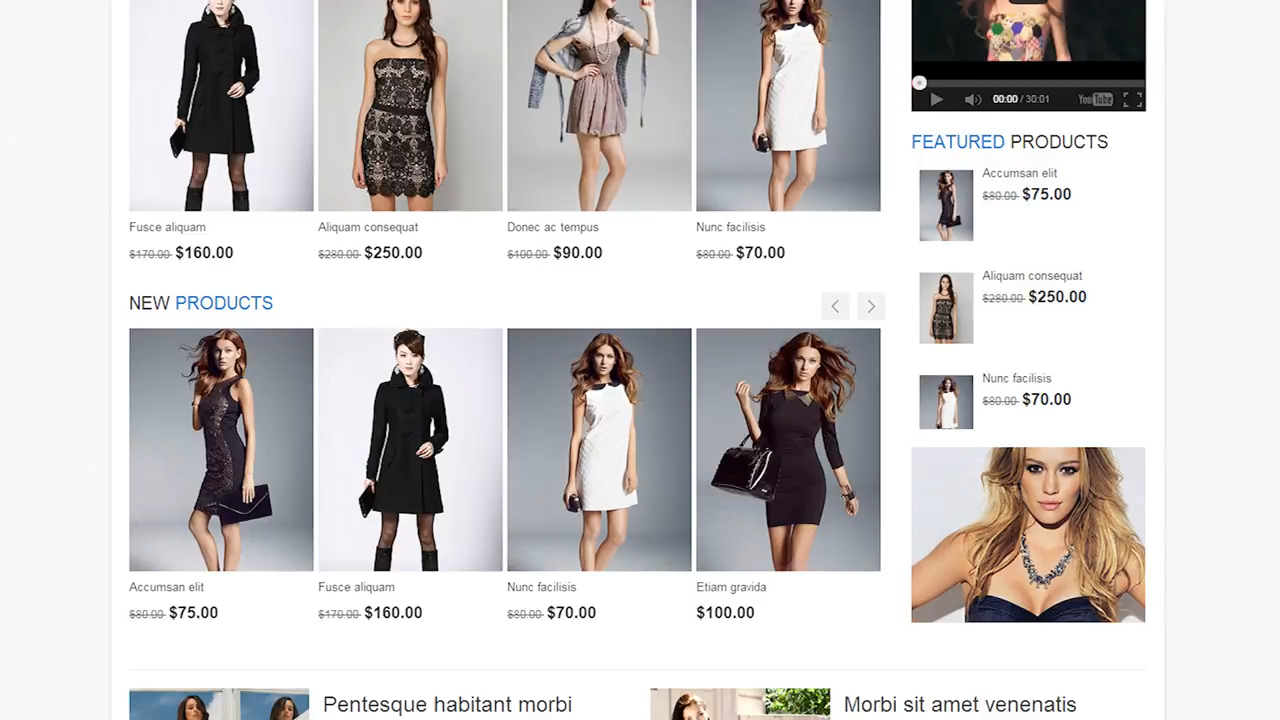 00:00 / 30:01 YouTube
FEATURED PRODUCTS
Accumsan elit
$80.00 $75.00
Aliquam consequat
$280.00 $250.00
Nunc facilisis
$80.00 $70.00
Fusce aliquam
$170.00 $160.00
Aliquam consequat
$280.00 $250.00
Donec ac tempus
$100.00 $90.00
Nunc facilisis
$80.00 $70.00
NEW PRODUCTS
Accumsan elit
$80.00 $75.00
Fusce aliquam
$170.00 $160.00
Nunc facilisis
$80.00 $70.00
Etiam gravida
$100.00
Pentesque habitant morbi
Morbi sit amet venenatis